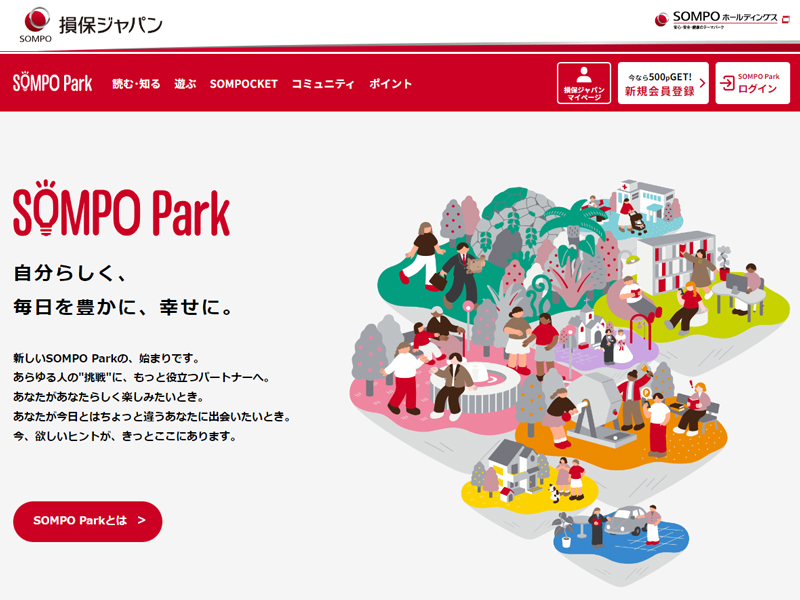 SOMPO
損保ジャパン
SOMPO ホールディングス
安心・安全・健康のテーマパーク
SOMPO Park
読む・知る
遊ぶ
SOMPOCKET
コミュニティ
ポイント
損保ジャパン
マイページ
今なら500pGET!
新規会員登録
SOMPO Park
ログイン
SOMPO Park
自分らしく、
毎日を豊かに、幸せに。
新しいSOMPO Parkの、始まりです。
あらゆる人の"挑戦"に、もっと役立つパートナーへ。
あなたがあなたらしく楽しみたいとき。
あなたが今日とはちょっと違うあなたに出会いたいとき。
今、欲しいヒントが、きっとここにあります。
SOMPO Parkとは >